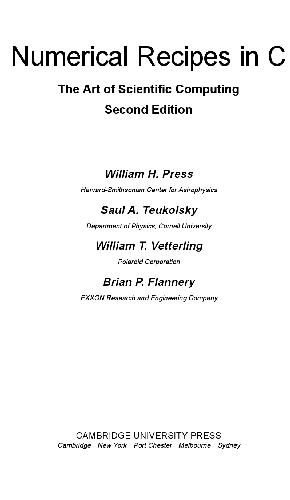 Numerical Recipes in C
The Art of Scientific Computing
Second Edition
William H. Press
Harvard-Smithsonian Center for Astrophysics
Saul A. Teukolsky
Department of Physics, Cornell University
William T. Vetterling
Polaroid Corporation
Brian P. Flannery
EXXON Research and Engineering Company
CAMBRIDGE UNIVERSITY PRESS
Cambridge New York Port Chester Melbourne Sydney